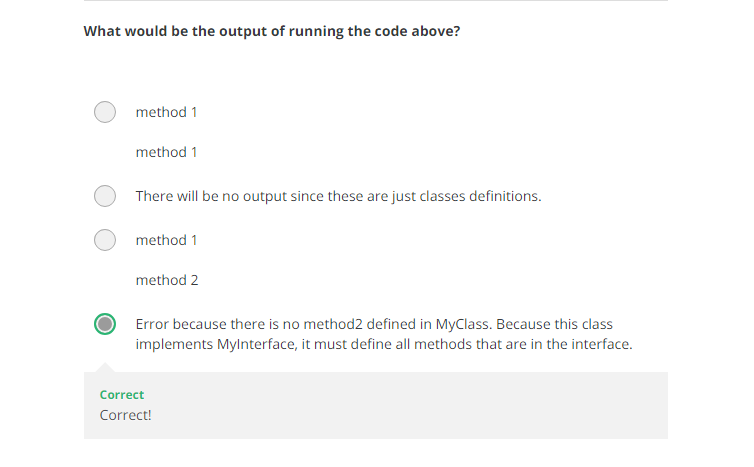 What would be the output of running the code above?
method 1
method 1
There will be no output since these are just classes definitions.
method 1
method 2
Error because there is no method2 defined in MyClass. Because this class
implements MyInterface, it must define all methods that are in the interface.
Correct
Correct!